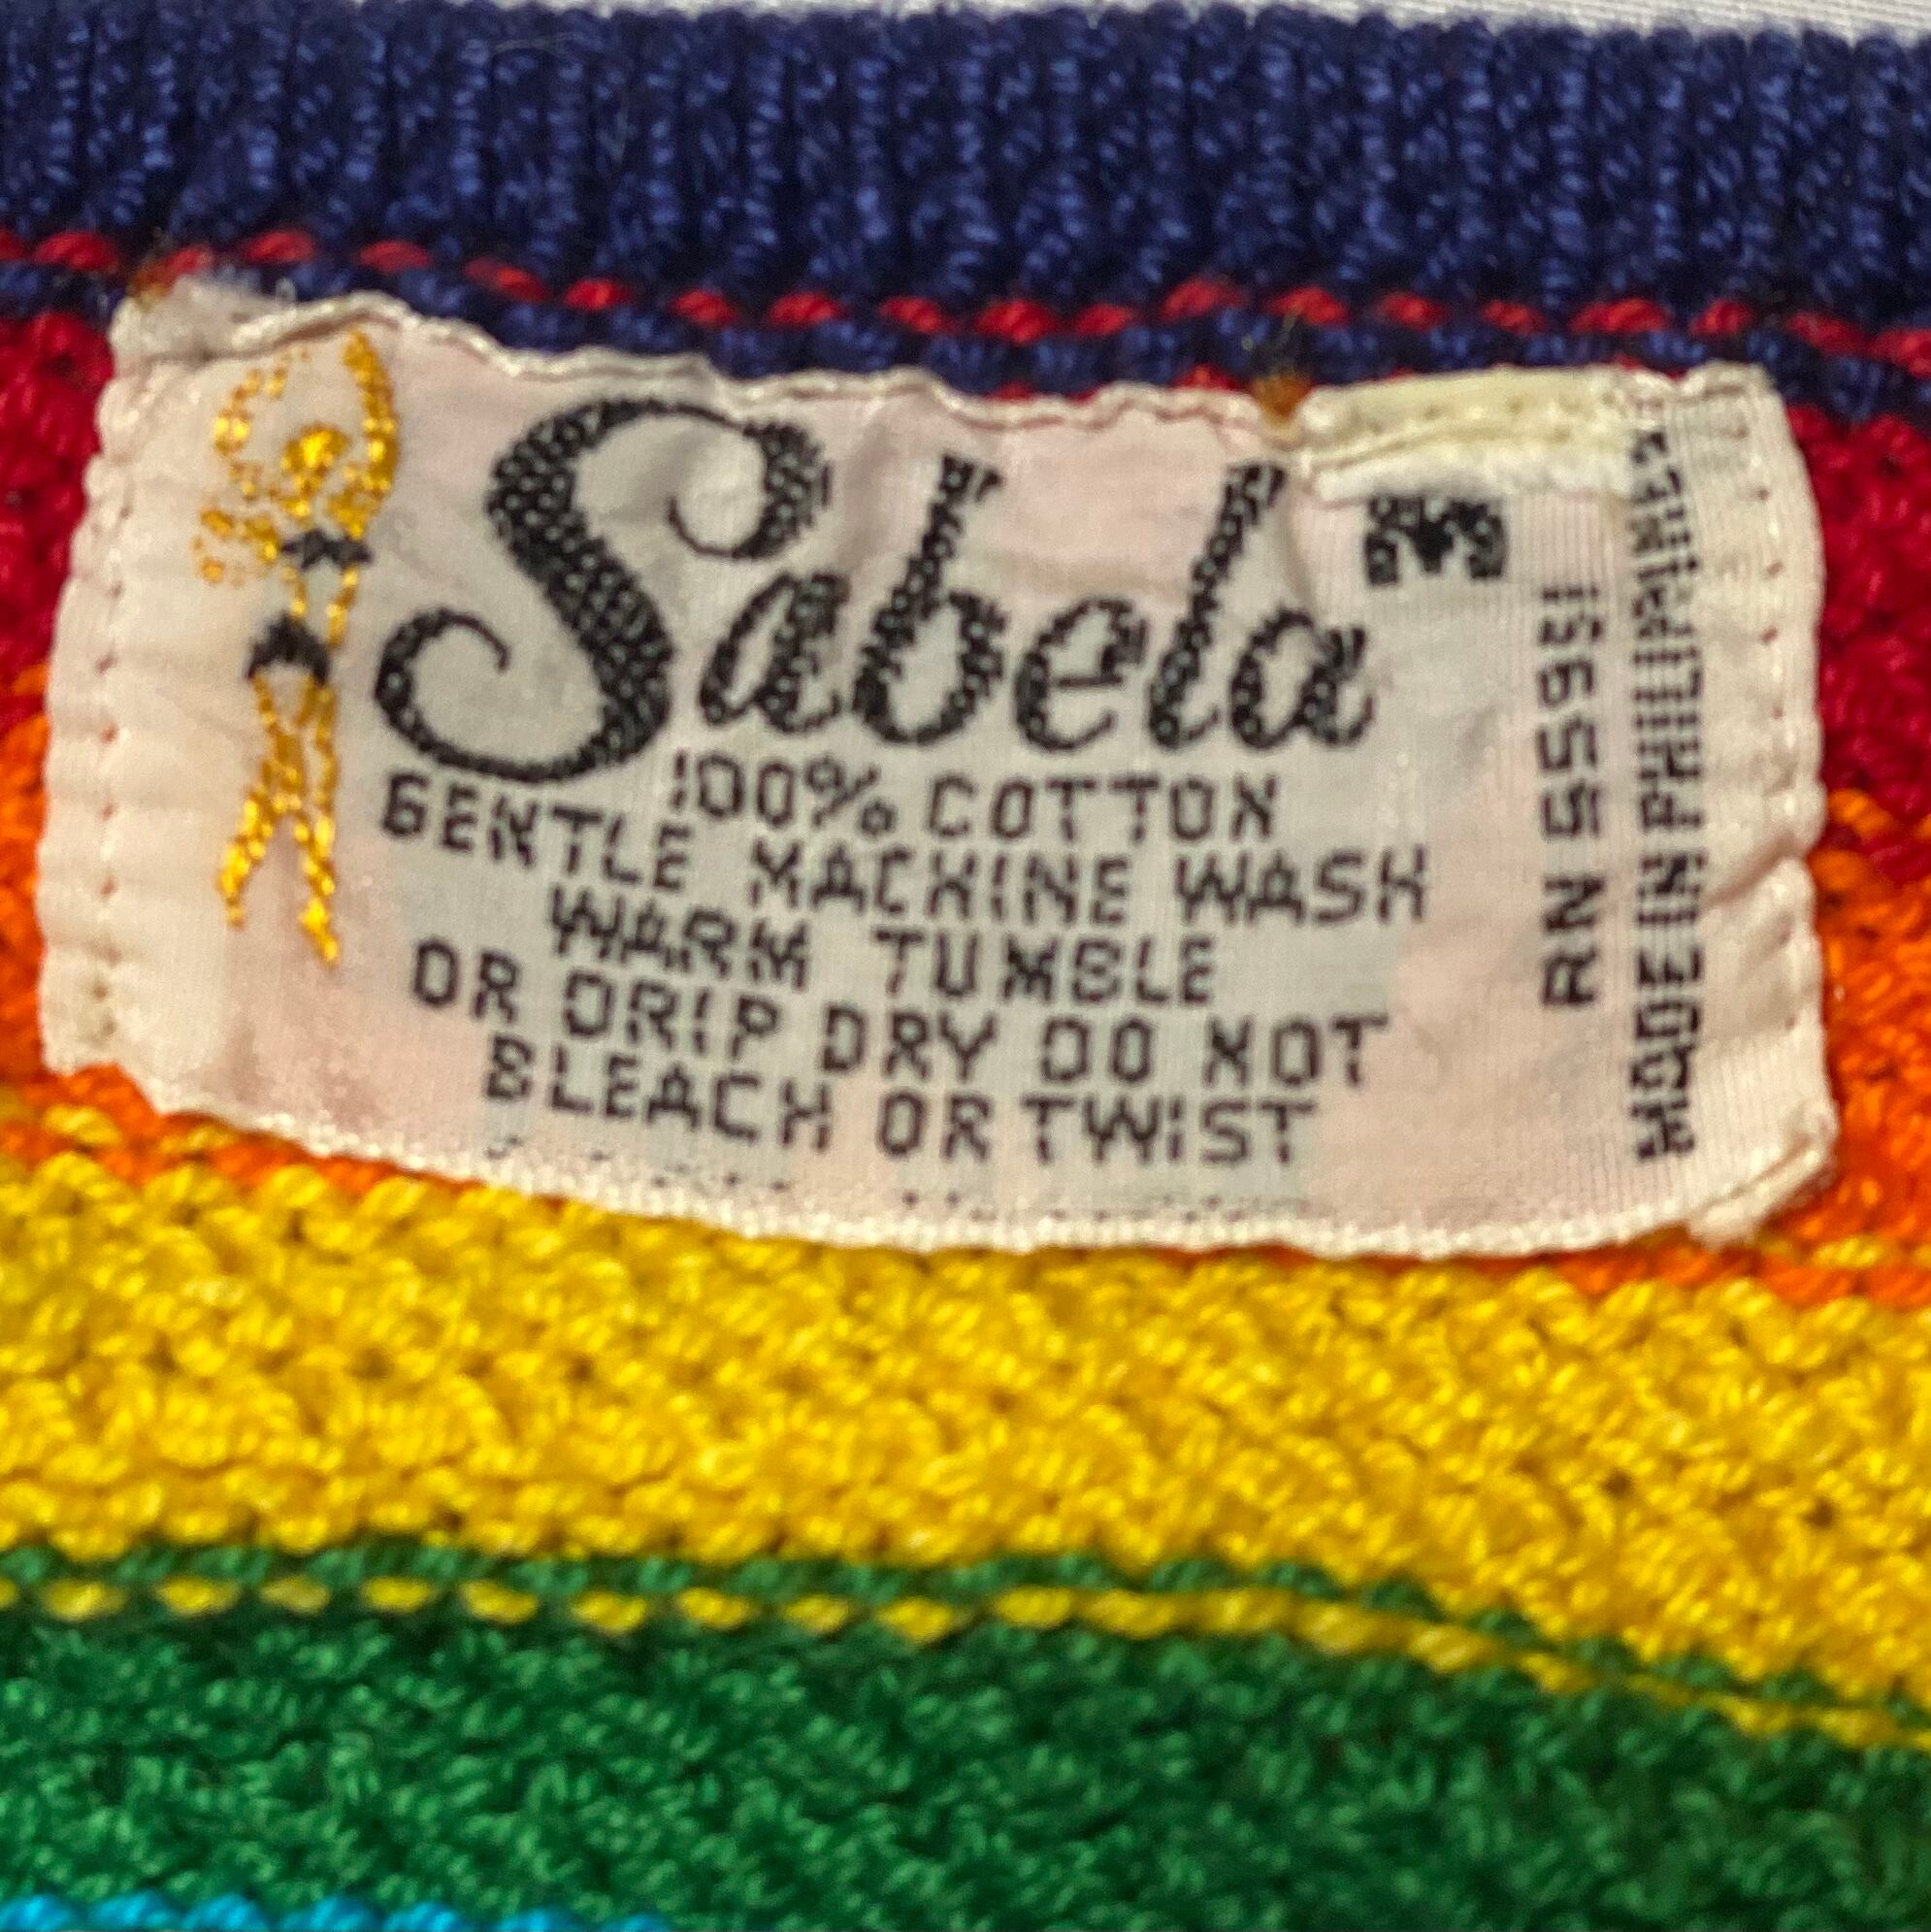 Sabela
M
100% COTTON
GENTLE MACHINE WASH
WARM TUMBLE
OR DRIP DRY DO NOT
BLEACH OR TWIST
RN 55951
MADE IN PHILIPPINES